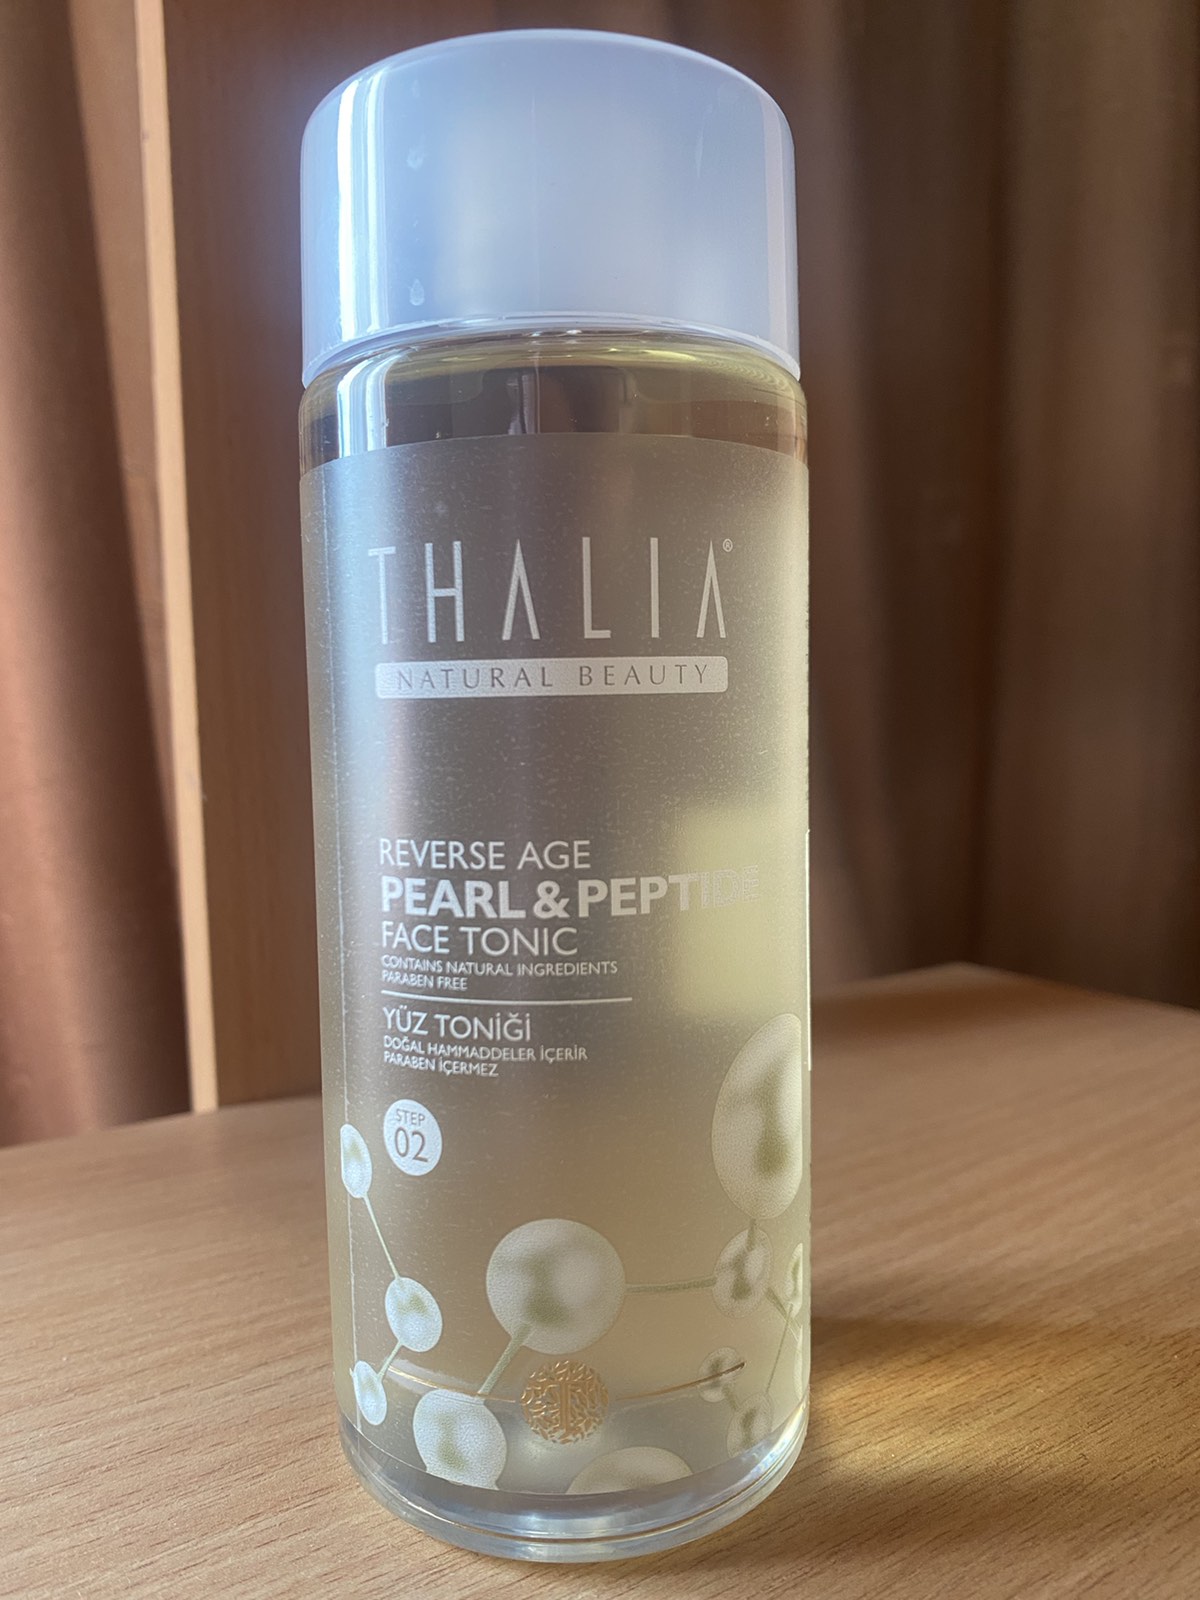 THALIA®
NATURAL BEAUTY
REVERSE AGE
PEARL & PEPTIDE
FACE TONIC
CONTAINS NATURAL INGREDIENTS
PARABEN FREE
YÜZ TONİĞİ
DOĞAL HAMMADDELER İÇERİR
PARABEN İÇERMEZ
STEP
02